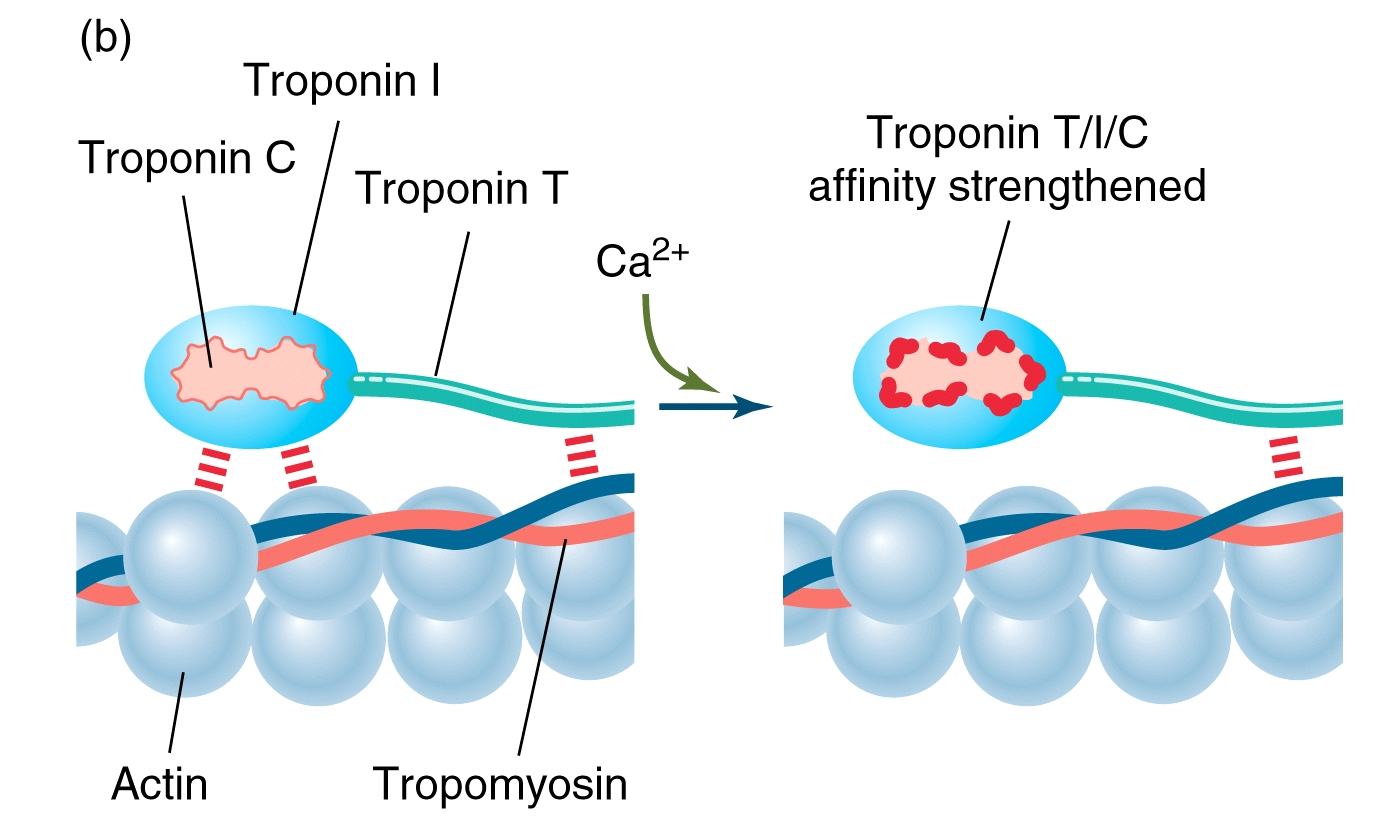 (b)
Troponin I
Troponin C
Troponin T
Ca²⁺
Troponin T/I/C
affinity strengthened
Actin
Tropomyosin